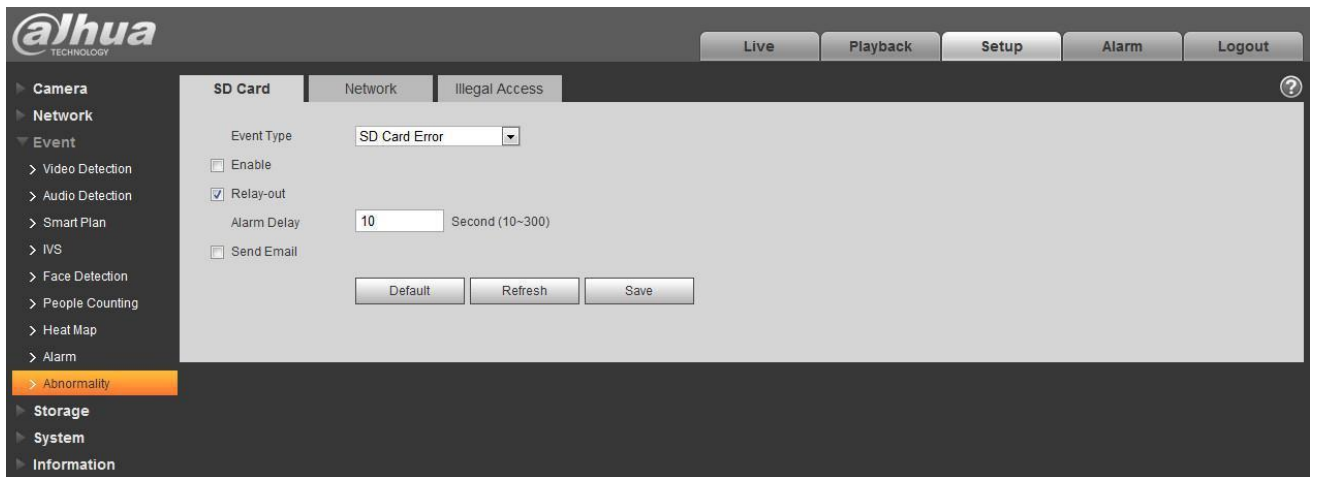 alhua
TECHNOLOGY
Live Playback Setup Alarm Logout
Camera
Network
Event
Video Detection
Audio Detection
Smart Plan
IVS
Face Detection
People Counting
Heat Map
Alarm
Abnormality
Storage
System
Information
SD Card Network Illegal Access ?
Event Type SD Card Error
Enable
Relay-out
Alarm Delay 10 Second (10~300)
Send Email
Default Refresh Save